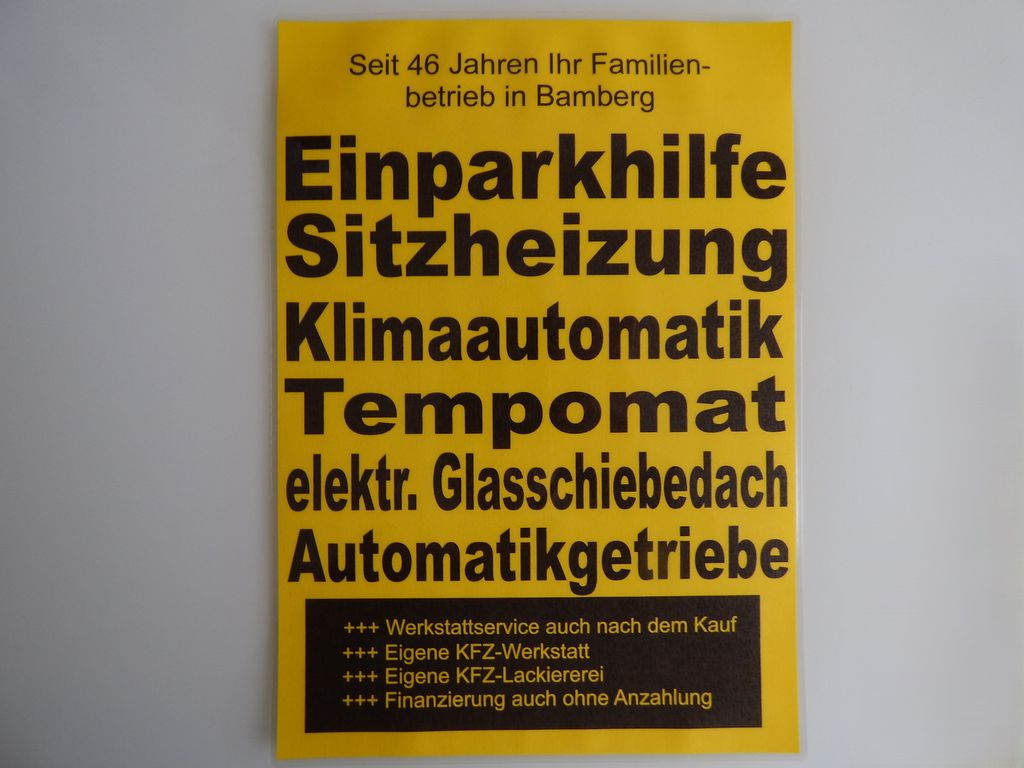 Seit 46 Jahren Ihr Familien-
betrieb in Bamberg
Einparkhilfe
Sitzheizung
Klimaautomatik
Tempomat
elektr. Glasschiebedach
Automatikgetriebe
+++ Werkstattservice auch nach dem Kauf
+++ Eigene KFZ-Werkstatt
+++ Eigene KFZ-Lackiererei
+++ Finanzierung auch ohne Anzahlung